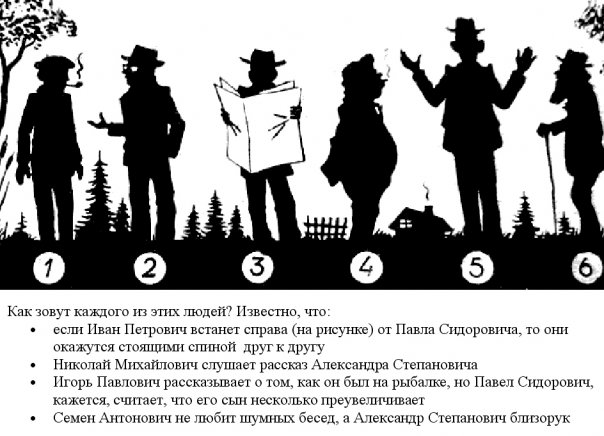 1 2 3 4 5 6
Как зовут каждого из этих людей? Известно, что:
• если Иван Петрович встанет справа (на рисунке) от Павла Сидоровича, то они
окажутся стоящими спиной друг к другу
• Николай Михайлович слушает рассказ Александра Степановича
• Игорь Павлович рассказывает о том, как он был на рыбалке, но Павел Сидорович,
кажется, считает, что его сын несколько преувеличивает
• Семен Антонович не любит шумных бесед, а Александр Степанович близорук